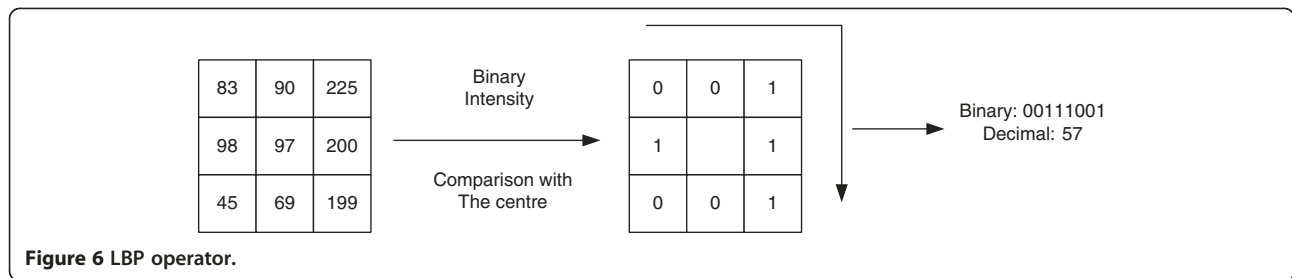 83 90 225
98 97 200
45 69 199
Binary
Intensity
Comparison with
The centre
0 0 1
1 1
0 0 1
Binary: 00111001
Decimal: 57
Figure 6 LBP operator.